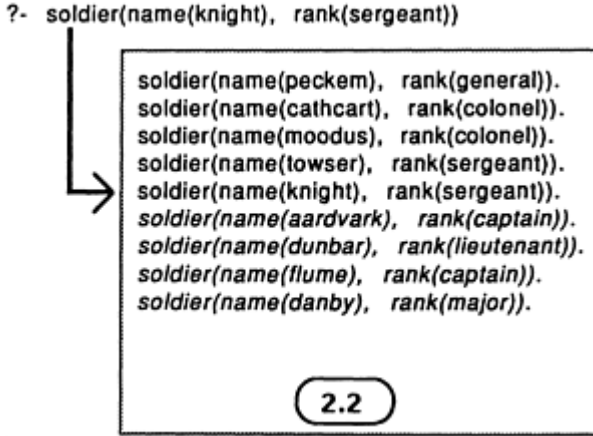 ?- soldier(name(knight), rank(sergeant))
soldier(name(peckem), rank(general)).
soldier(name(cathcart), rank(colonel)).
soldier(name(moodus), rank(colonel)).
soldier(name(towser), rank(sergeant)).
soldier(name(knight), rank(sergeant)).
soldier(name(aardvark), rank(captain)).
soldier(name(dunbar), rank(lieutenant)).
soldier(name(flume), rank(captain)).
soldier(name(danby), rank(major)).
2.2